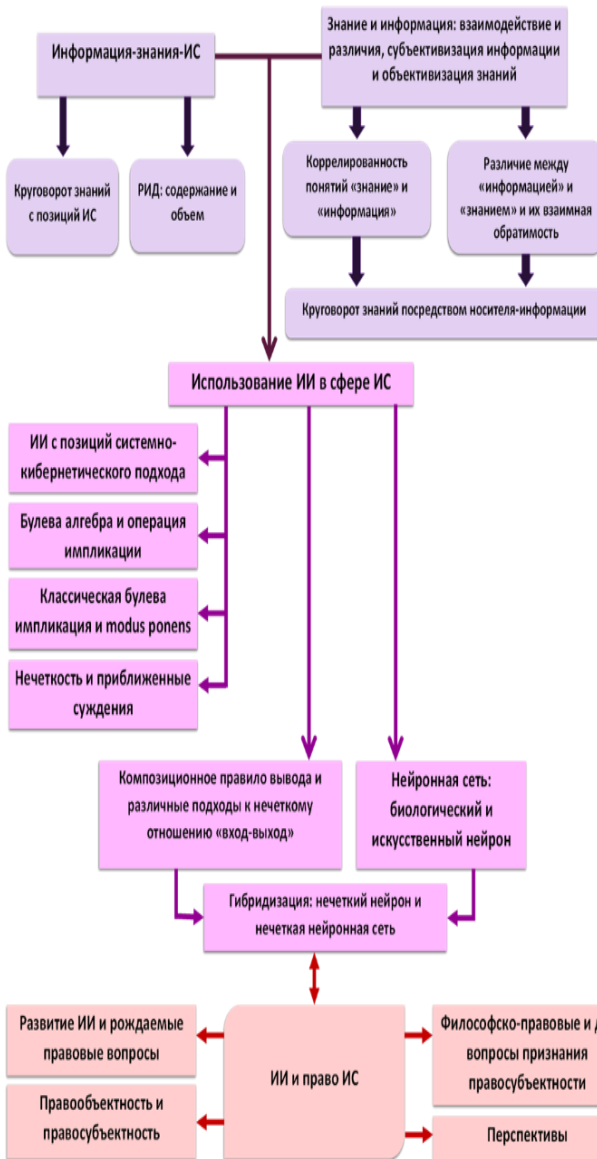 Информация-знания-ИС
Знание и информация: взаимодействие и
различия, субъективизация информации
и объективизация знаний
Круговорот знаний
с позиций ИС
РИД: содержание и
объем
Коррелированность
понятий «знание» и
«информация»
Различие между
«информацией» и
«знанием» и их взаимная
обратимость
Круговорот знаний посредством носителя-информации
Использование ИИ в сфере ИС
ИИ с позиций системно-
кибернетического подхода
Булева алгебра и операция
импликации
Классическая булева
импликация и modus ponens
Нечеткость и приближенные
суждения
Композиционное правило вывода и
различные подходы к нечеткому
отношению «вход-выход»
Нейронная сеть:
биологический и
искусственный нейрон
Гибридизация: нечеткий нейрон и
нечеткая нейронная сеть
Развитие ИИ и рождаемые
правовые вопросы
Правообъектность и
правосубъектность
ИИ и право ИС
Философско-правовые и
вопросы признания
правосубъектности
Перспективы